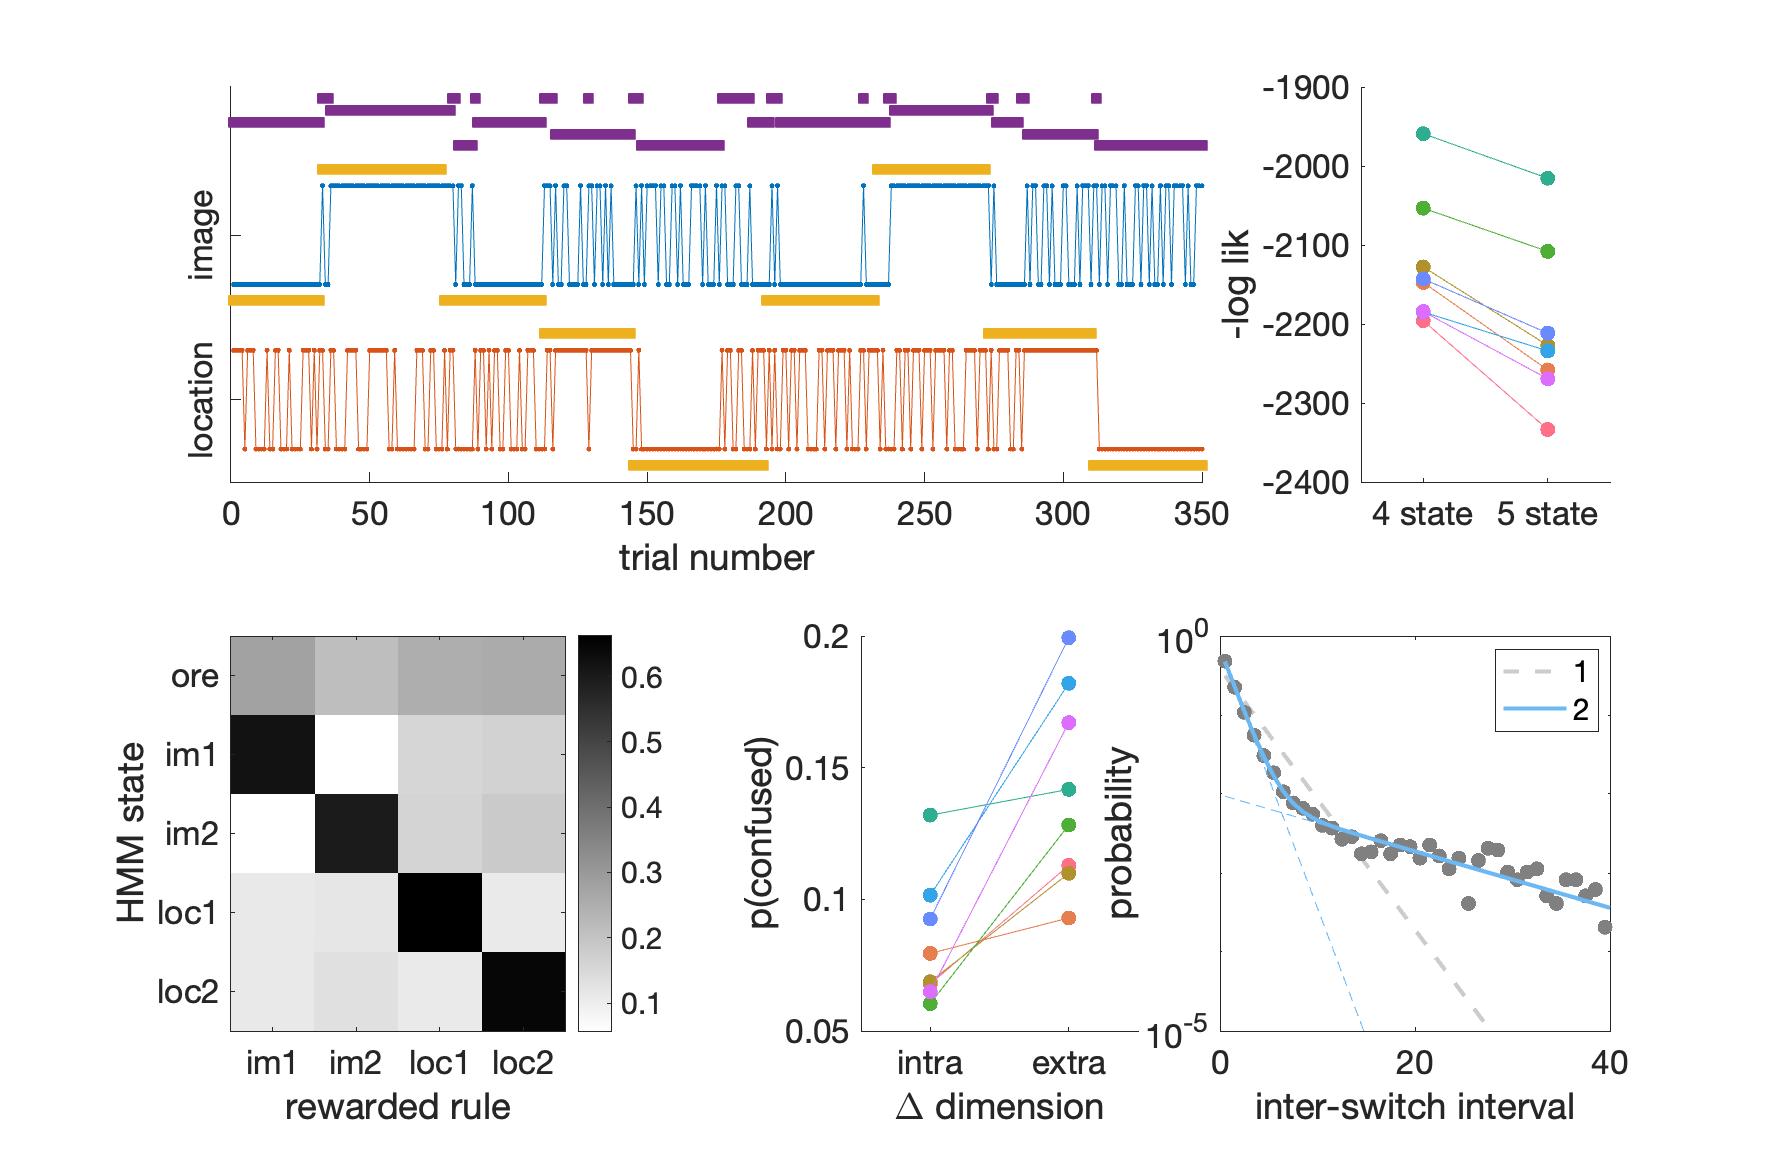 image
location
0
50
100
150
200
250
300
350
trial number
-log lik
-1900
-2000
-2100
-2200
-2300
-2400
4 state
5 state
HMM state
ore
im1
im2
loc1
loc2
im1
im2
loc1
loc2
rewarded rule
0.6
0.5
0.4
0.3
0.2
0.1
p(confused)
0.2
0.15
0.1
0.05
intra
extra
Δ dimension
probability
10^0
10^-5
1
2
0
20
40
inter-switch interval